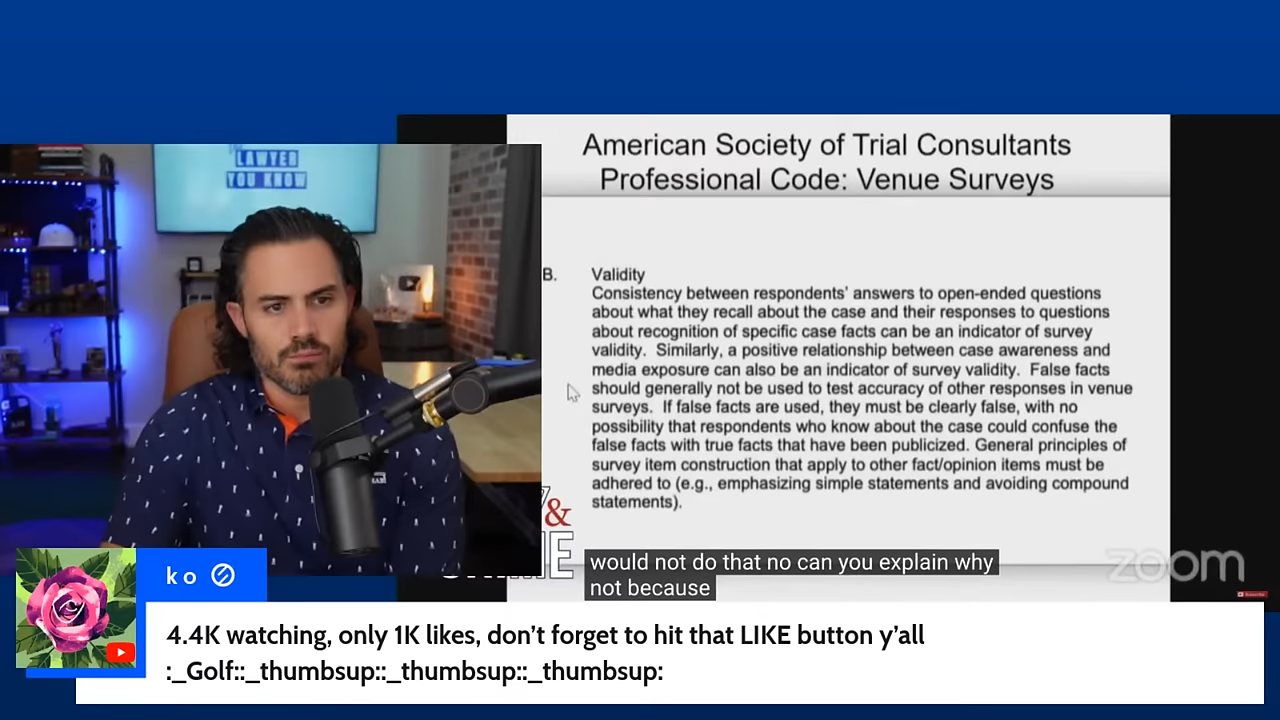 LAWYER
YOU KNOW
American Society of Trial Consultants
Professional Code: Venue Surveys
B. Validity
Consistency between respondents' answers to open-ended questions
about what they recall about the case and their responses to questions
about recognition of specific case facts can be an indicator of survey
validity. Similarly, a positive relationship between case awareness and
media exposure can also be an indicator of survey validity. False facts
should generally not be used to test accuracy of other responses in venue
surveys. If false facts are used, they must be clearly false, with no
possibility that respondents who know about the case could confuse the
false facts with true facts that have been publicized. General principles of
survey item construction that apply to other fact/opinion items must be
adhered to (e.g., emphasizing simple statements and avoiding compound
statements).
&
would not do that no can you explain why
not because
zoom
k o
4.4K watching, only 1K likes, don't forget to hit that LIKE button y'all
:_Golf::_thumbsup::_thumbsup::_thumbsup: